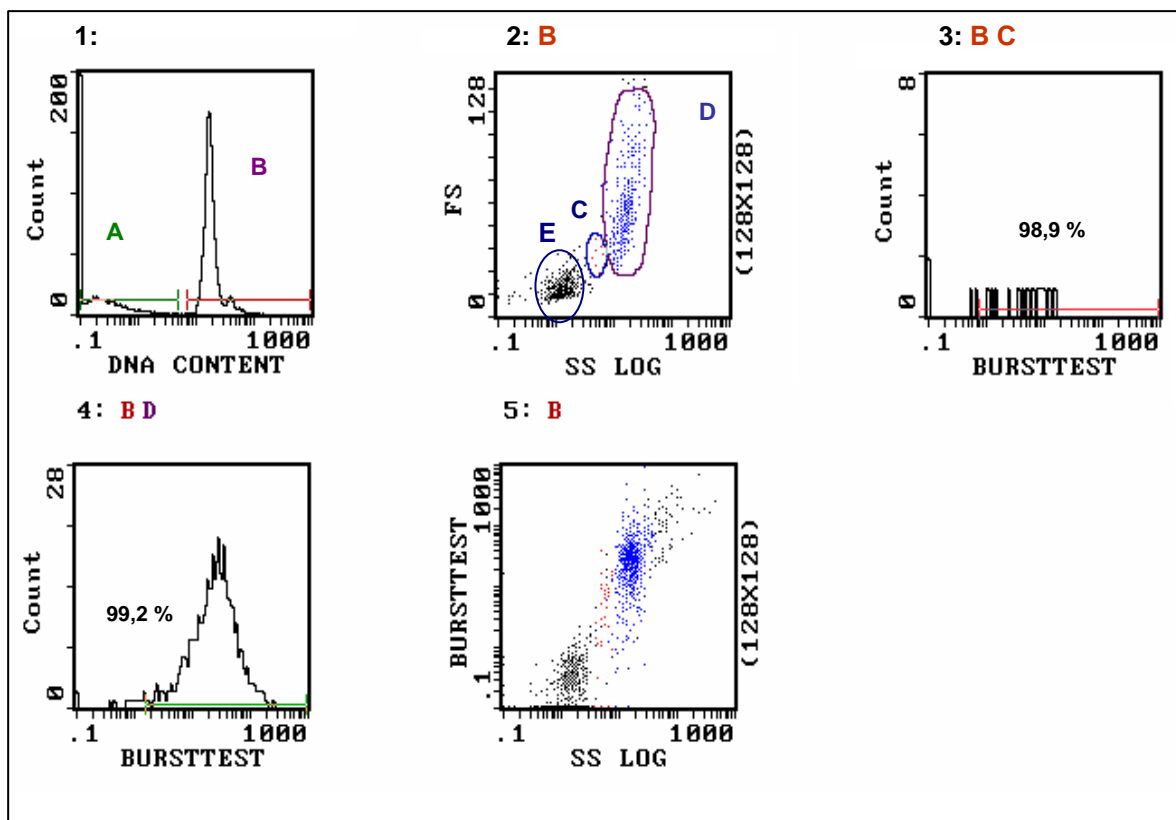 1:
200
Count
0
A
B
.1 1000
DNA CONTENT
2: B
128
FS
0
C
D
E
.1 1000
SS LOG
(128X128)
3: B C
8
Count
0
98,9 %
.1 1000
BURSTTEST
4: B D
28
Count
0
99,2 %
.1 1000
BURSTTEST
5: B
1000
BURSTTEST
.1
.1 1000
SS LOG
(128X128)